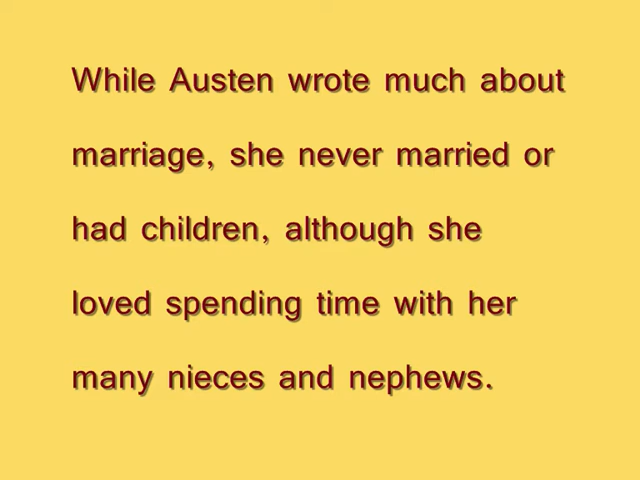 While Austen wrote much about
marriage, she never married or
had children, although she
loved spending time with her
many nieces and nephews.